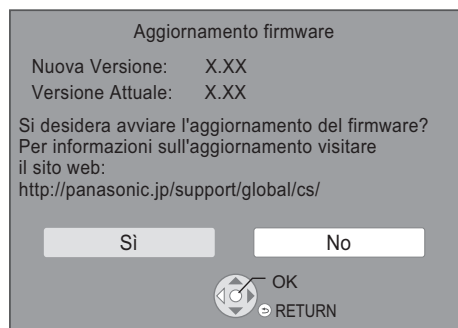 Aggiornamento firmware
Nuova Versione: X.XX
Versione Attuale: X.XX
Si desidera avviare l'aggiornamento del firmware?
Per informazioni sull'aggiornamento visitare
il sito web:
http://panasonic.jp/support/global/cs/
Sì No
OK
RETURN